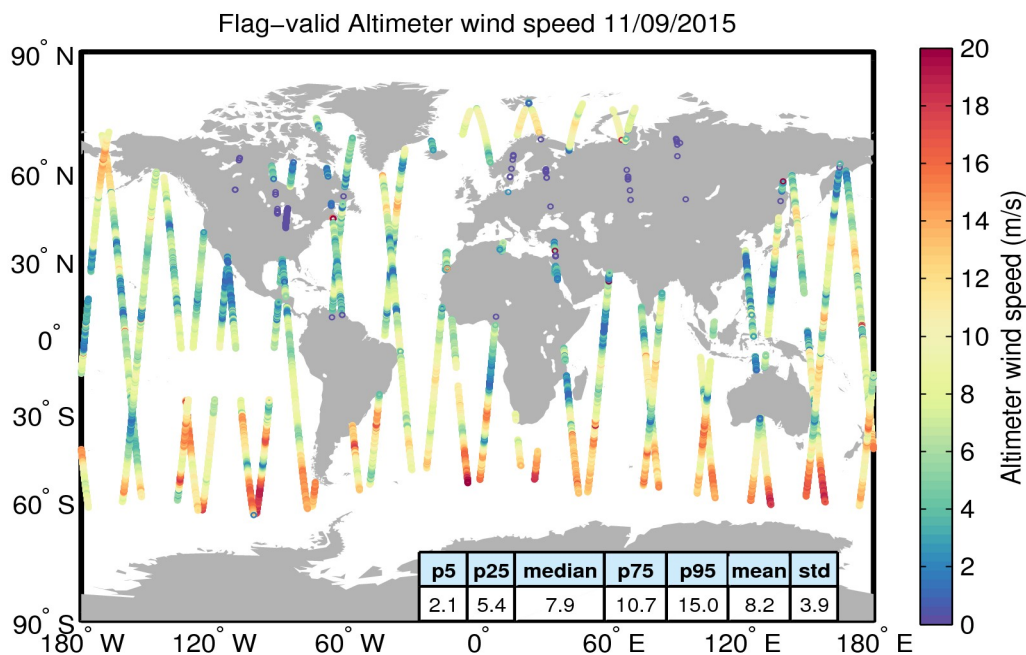 Flag−valid Altimeter wind speed 11/09/2015
90° N
60° N
30° N
0°
30° S
60° S
90° S
180° W
120° W
60° W
0°
60° E
120° E
180° E
p5 p25 median p75 p95 mean std
2.1 5.4 7.9 10.7 15.0 8.2 3.9
20
18
16
14
12
10
8
6
4
2
0
Altimeter wind speed (m/s)